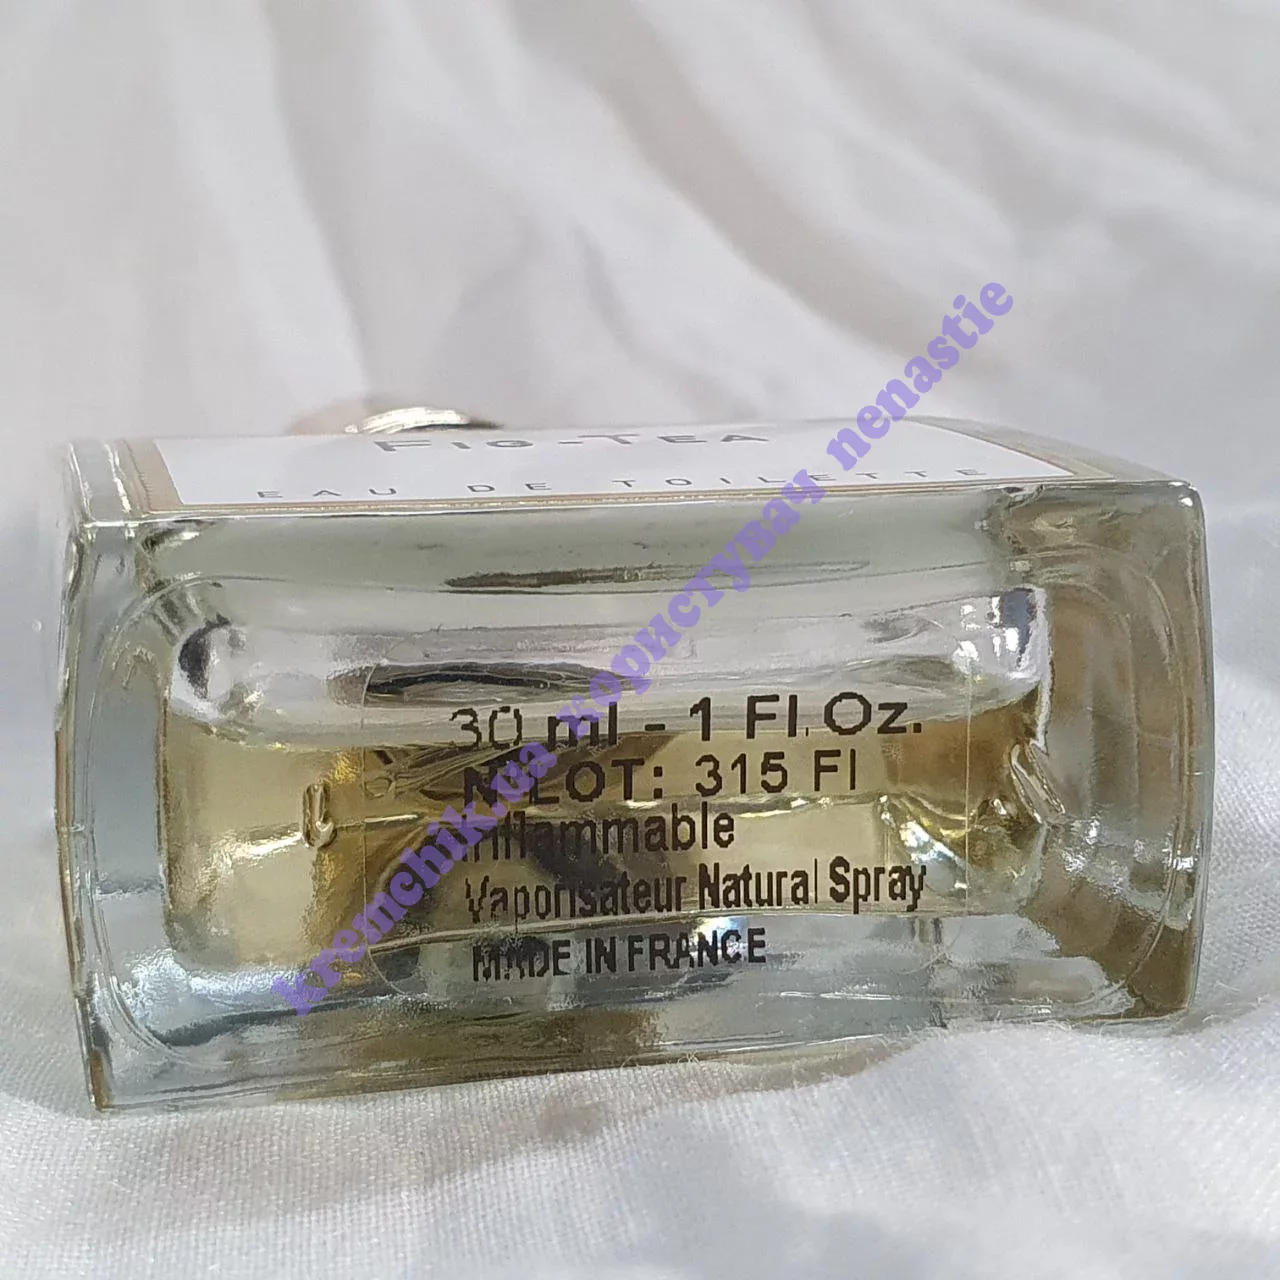 FIG-TEA
EAU DE TOILETTE
30 ml - 1 Fl. Oz.
N°LOT: 315 FI
Inflammable
Vaporisateur Natural Spray
MADE IN FRANCE
kremchik.ua користувач nenastie